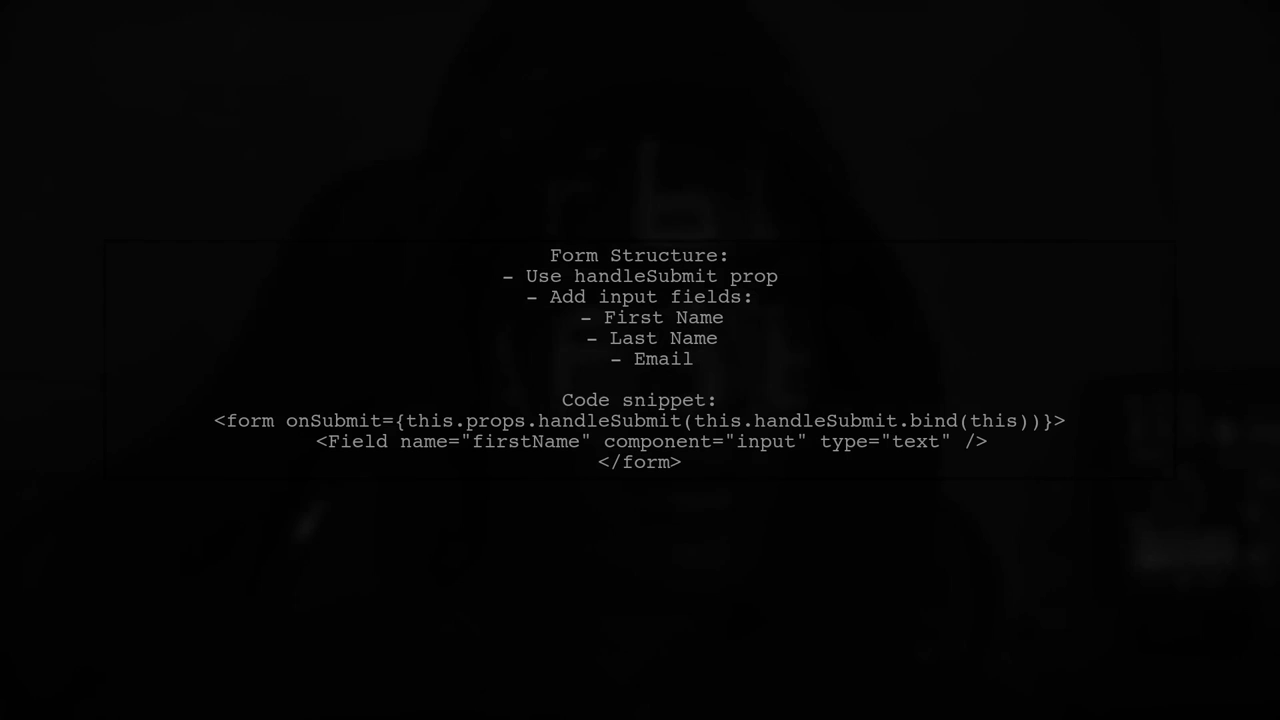 Form Structure:
- Use handleSubmit prop
- Add input fields:
- First Name
- Last Name
- Email
Code snippet:
<form onSubmit={this.props.handleSubmit(this.handleSubmit.bind(this))}>
<Field name="firstName" component="input" type="text" />
</form>